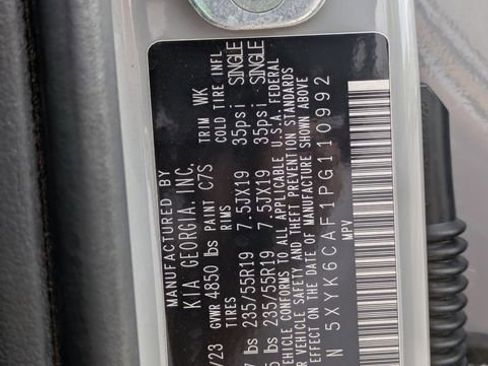 MANUFACTURED BY
KIA GEORGIA, INC.
/23 GVWR 4850 lbs PAINT C7S TRIM WK
TIRES RIMS COLD TIRE INFL
lbs 235/55R19 7.5JX19 35psi SINGLE
lbs 235/55R19 7.5JX19 35psi SINGLE
VEHICLE CONFORMS TO ALL APPLICABLE U.S.A. FEDERAL
VEHICLE SAFETY AND THEFT PREVENTION STANDARDS
EFFECT ON THE DATE OF MANUFACTURE SHOWN ABOVE
N 5XYK6CAF1PG110992
MPV